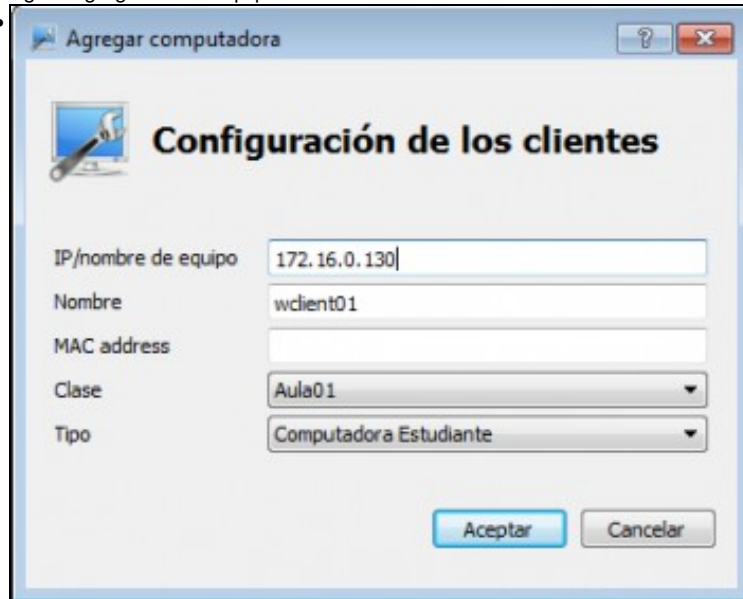 Agregar computadora
Configuración de los clientes
IP/nombre de equipo 172.16.0.130
Nombre wclient01
MAC address
Clase Aula01
Tipo Computadora Estudiante
Aceptar Cancelar